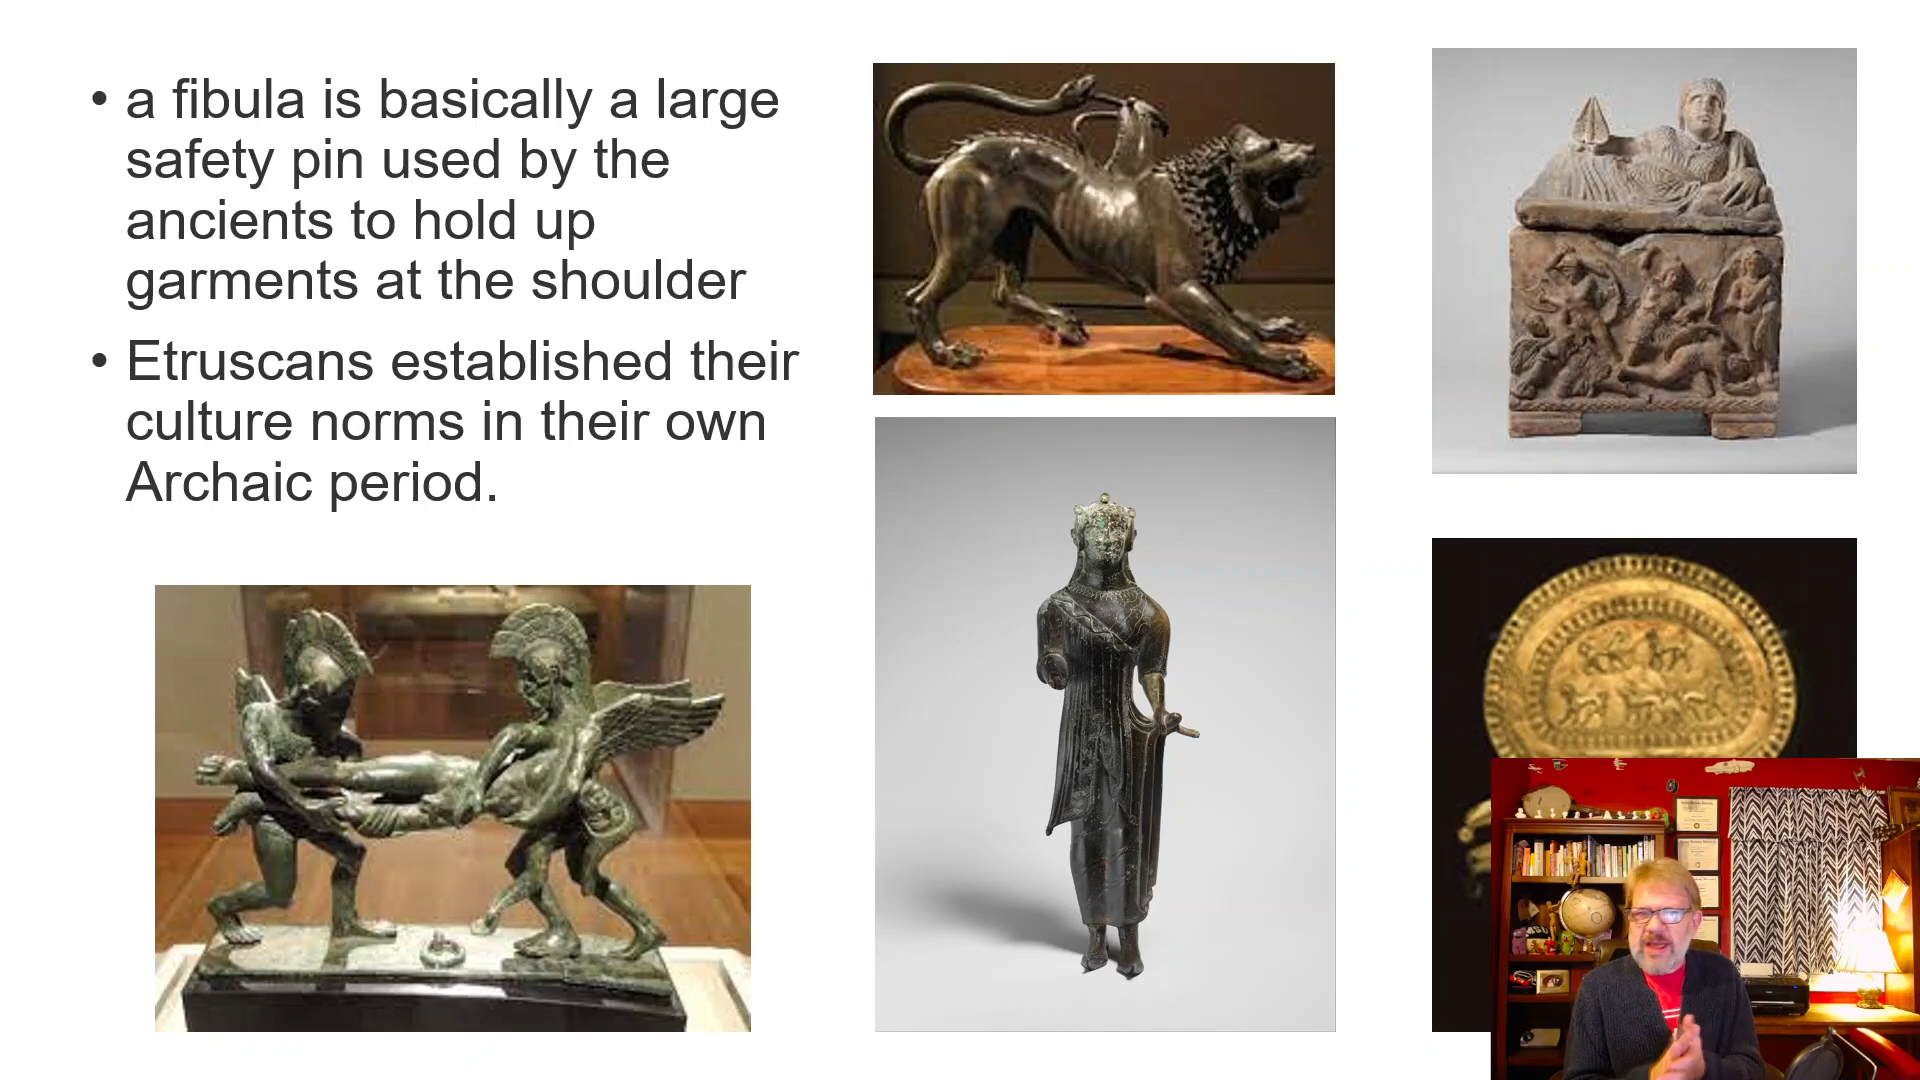 • a fibula is basically a large
safety pin used by the
ancients to hold up
garments at the shoulder
• Etruscans established their
culture norms in their own
Archaic period.